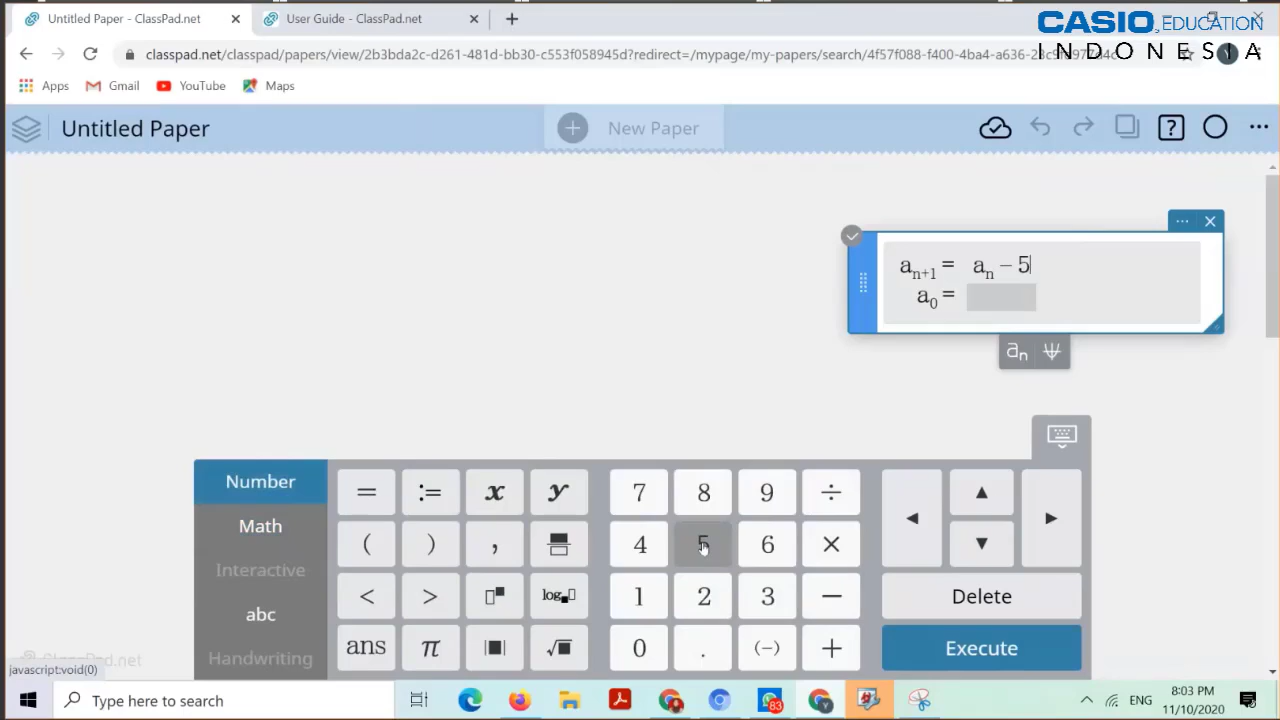 Untitled Paper - ClassPad.net
User Guide - ClassPad.net
CASIO EDUCATION
INDONESIA
classpad.net/classpad/papers/view/2b3bda2c-d261-481d-bb30-c553f058945d?redirect=/mypage/my-papers/search/4f57f088-f400-4ba4-a636-
Apps Gmail YouTube Maps
Untitled Paper
New Paper
?
aₙ₊₁ = aₙ − 5
a₀ =
aₙ
Number = := x y 7 8 9 ÷
Math ( ) , 4 5 6 ×
Interactive
abc < > log 1 2 3 − Delete
Handwriting ans π 0 . (−) + Execute
ClassPad.net
javascript:void(0)
Type here to search
83
ENG
8:03 PM
11/10/2020